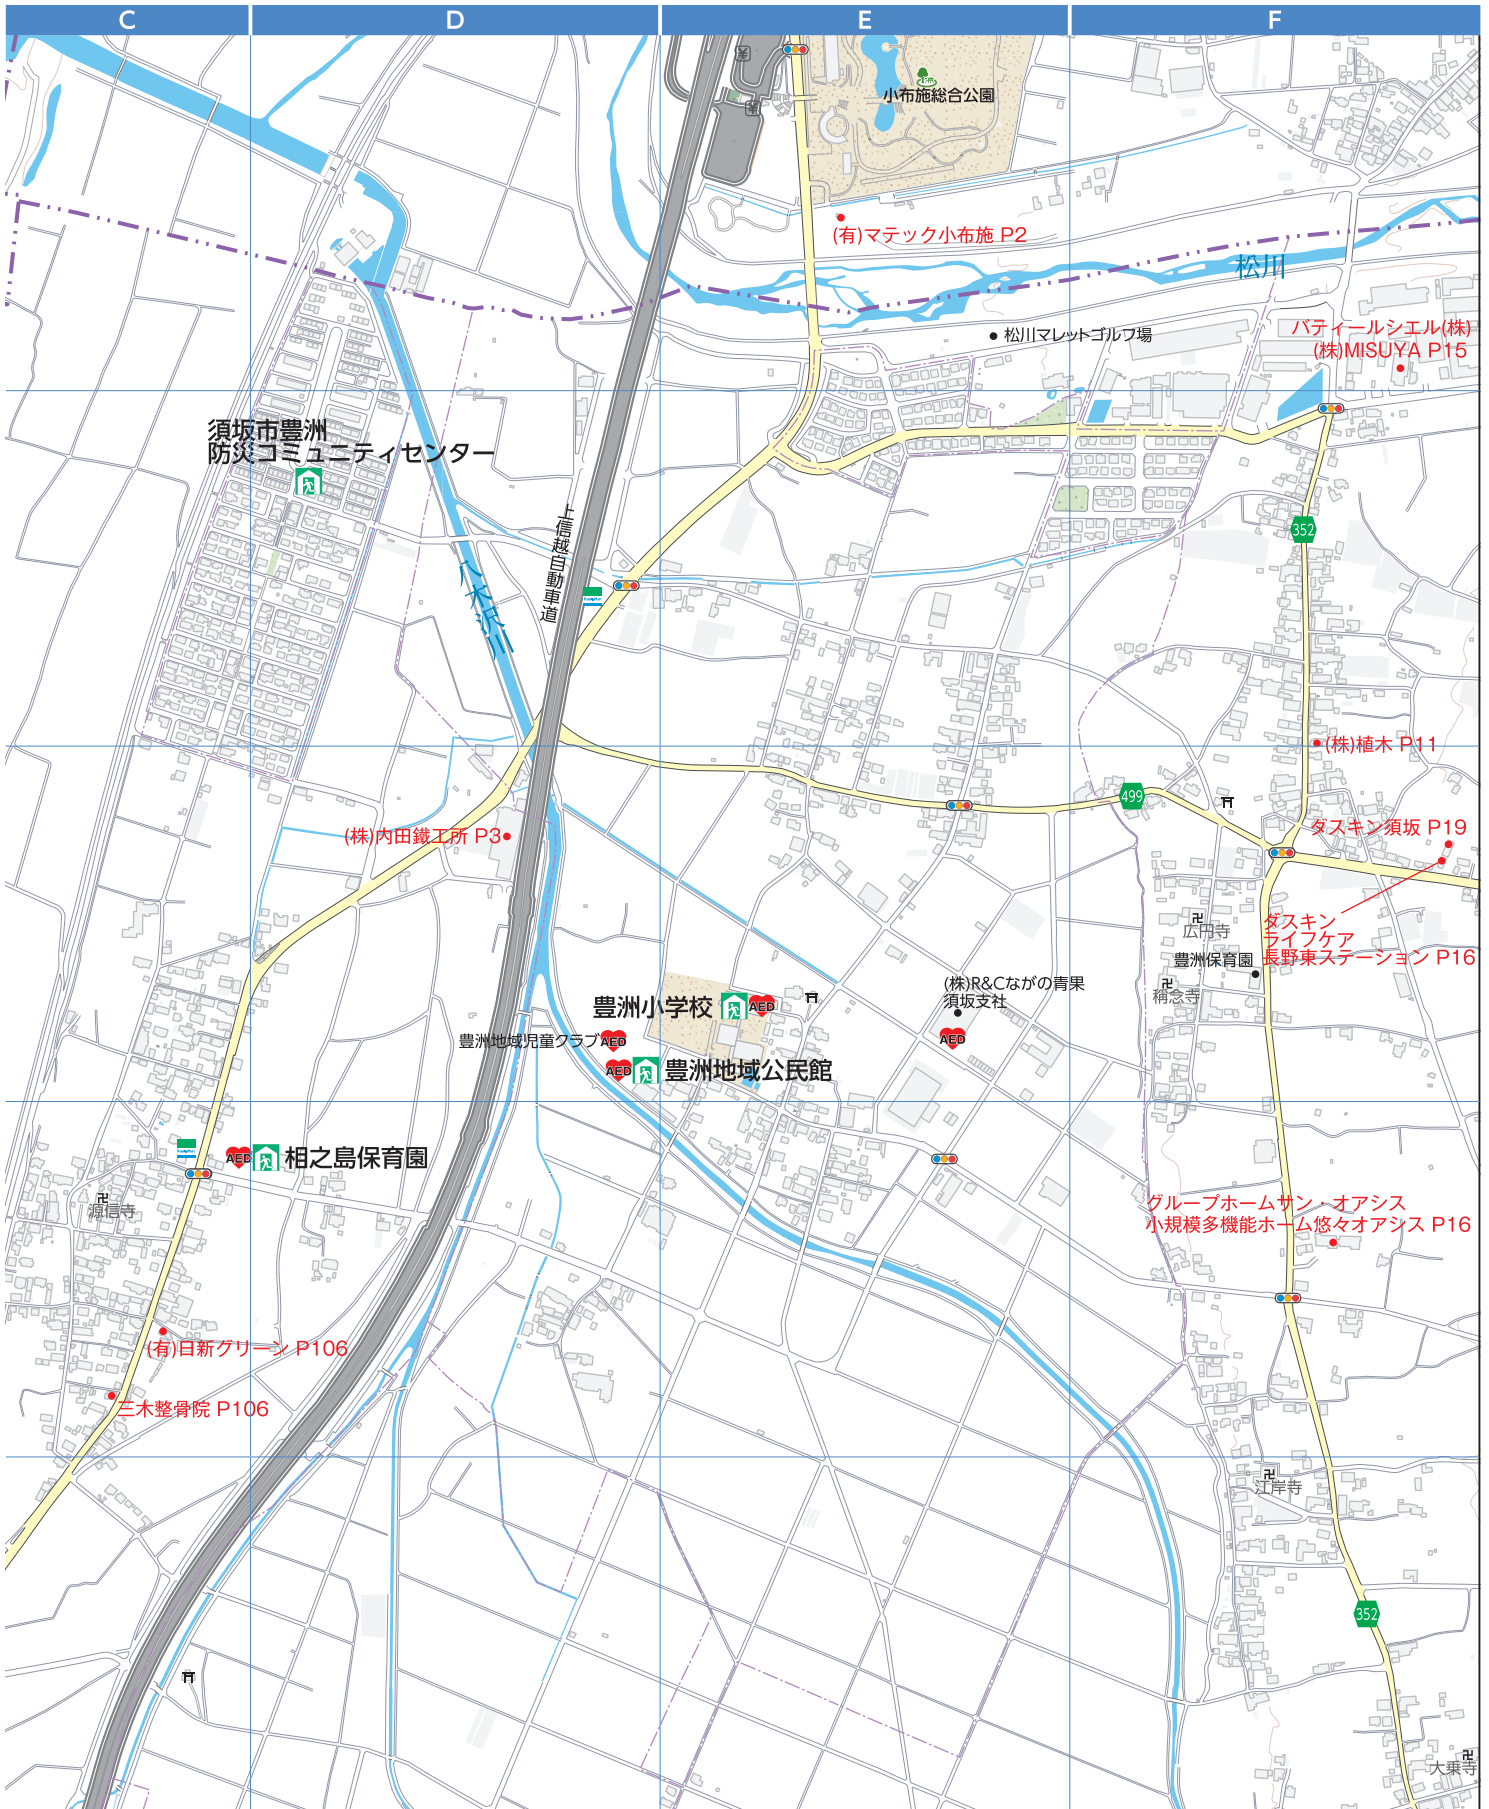 C
D
E
F
小布施総合公園
(有)マテック小布施 P2
松川
松川マレットゴルフ場
バティールシエル(株)
(株)MISUYA P15
須坂市豊洲
防災コミュニティセンター
352
上信越自動車道
八木沢川
(株)植木 P11
499
ダスキン須坂 P19
(株)内田鐵工所 P3
ダスキン
ライフケア
長野東ステーション P16
広円寺
豊洲保育園
稱念寺
(株)R&Cながの青果
須坂支社
AED
豊洲小学校
AED
豊洲地域児童クラブ
AED
AED
豊洲地域公民館
AED
相之島保育園
源信寺
グループホームサン・オアシス
小規模多機能ホーム悠々オアシス P16
(有)日新グリーン P106
三木整骨院 P106
江岸寺
352
大乗寺